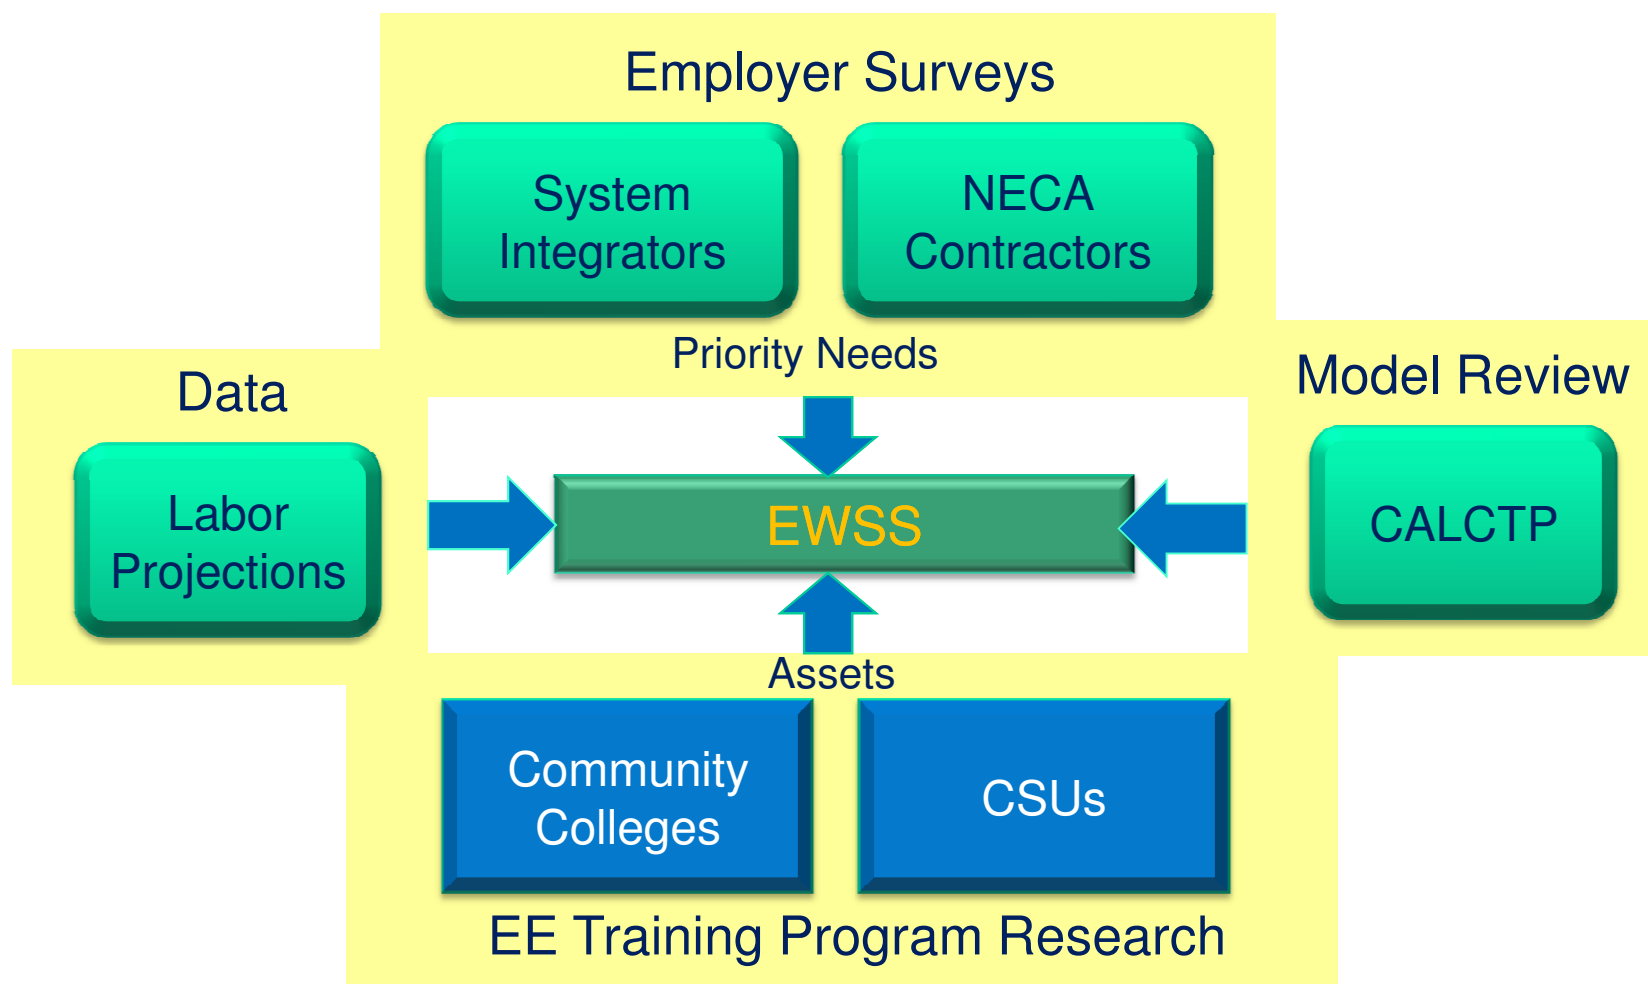 Employer Surveys
System
Integrators
NECA
Contractors
Priority Needs
Data
Labor
Projections
EWSS
Model Review
CALCTP
Assets
Community
Colleges
CSUs
EE Training Program Research